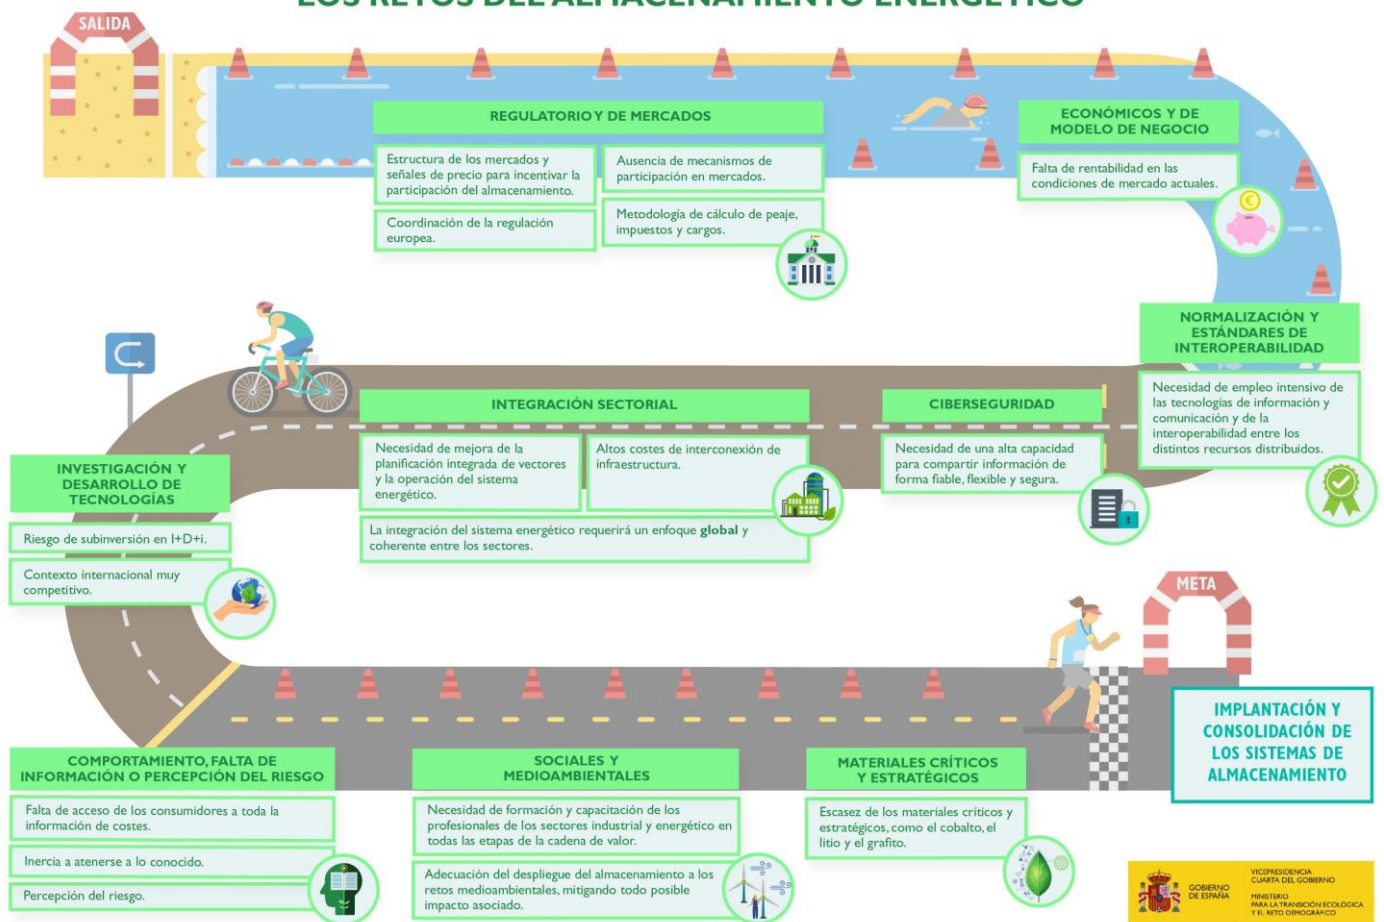 LOS RETOS DEL ALMACENAMIENTO ENERGÉTICO
SALIDA
REGULATORIO Y DE MERCADOS
Estructura de los mercados y
señales de precio para incentivar la
participación del almacenamiento.
Coordinación de la regulación
europea.
Ausencia de mecanismos de
participación en mercados.
Metodología de cálculo de peaje,
impuestos y cargos.
ECONÓMICOS Y DE
MODELO DE NEGOCIO
Falta de rentabilidad en las
condiciones de mercado actuales.
NORMALIZACIÓN Y
ESTÁNDARES DE
INTEROPERABILIDAD
Necesidad de empleo intensivo de
las tecnologías de información y
comunicación y de la
interoperabilidad entre los
distintos recursos distribuidos.
CIBERSEGURIDAD
Necesidad de una alta capacidad
para compartir información de
forma fiable, flexible y segura.
INTEGRACIÓN SECTORIAL
Necesidad de mejora de la
planificación integrada de vectores
y la operación del sistema
energético.
Altos costes de interconexión de
infraestructura.
La integración del sistema energético requerirá un enfoque global y
coherente entre los sectores.
INVESTIGACIÓN Y
DESARROLLO DE
TECNOLOGÍAS
Riesgo de subinversión en I+D+i.
Contexto internacional muy
competitivo.
COMPORTAMIENTO, FALTA DE
INFORMACIÓN O PERCEPCIÓN DEL RIESGO
Falta de acceso de los consumidores a toda la
información de costes.
Inercia a atenerse a lo conocido.
Percepción del riesgo.
SOCIALES Y
MEDIOAMBIENTALES
Necesidad de formación y capacitación de los
profesionales de los sectores industrial y energético en
todas las etapas de la cadena de valor.
Adecuación del despliegue del almacenamiento a los
retos medioambientales, mitigando todo posible
impacto asociado.
MATERIALES CRÍTICOS
Y ESTRATÉGICOS
Escasez de los materiales críticos y
estratégicos, como el cobalto, el
litio y el grafito.
META
IMPLANTACIÓN Y
CONSOLIDACIÓN DE
LOS SISTEMAS DE
ALMACENAMIENTO
GOBIERNO
DE ESPAÑA
VICEPRESIDENCIA
CUARTA DEL GOBIERNO
MINISTERIO
PARA LA TRANSICIÓN ECOLÓGICA
Y EL RETO DEMOGRÁFICO